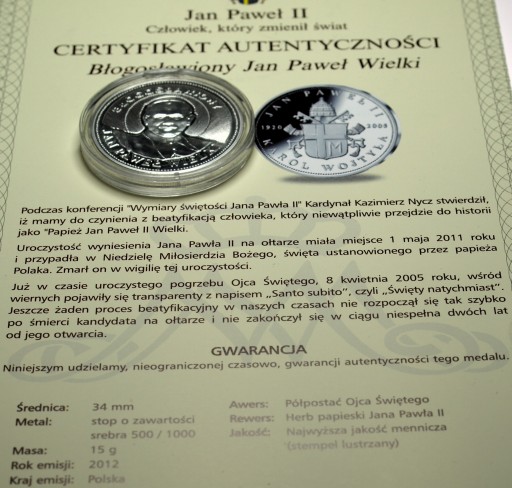 Jan Paweł II
Człowiek, który zmienił świat
CERTYFIKAT AUTENTYCZNOŚCI
Błogosławiony Jan Paweł Wielki
BŁOGOSŁAWIONY
JAN PAWEŁ WIELKI
JAN PAWEŁ II
1920 2005
KAROL WOJTYŁA
Podczas konferencji "Wymiary świętości Jana Pawła II" Kardynał Kazimierz Nycz stwierdził,
iż mamy do czynienia z beatyfikacją człowieka, który niewątpliwie przejdzie do historii
jako "Papież Jan Paweł II Wielki.
Uroczystość wyniesienia Jana Pawła II na ołtarze miała miejsce 1 maja 2011 roku
i przypadła w Niedzielę Miłosierdzia Bożego, święta ustanowionego przez papieża
Polaka. Zmarł on w wigilię tej uroczystości.
Już w czasie uroczystego pogrzebu Ojca Świętego, 8 kwietnia 2005 roku, wśród
wiernych pojawiły się transparenty z napisem „Santo subito", czyli „Święty natychmiast".
Jeszcze żaden proces beatyfikacyjny w naszych czasach nie rozpoczął się tak szybko
po śmierci kandydata na ołtarze i nie zakończył się w ciągu niespełna dwóch lat
od jego otwarcia.
GWARANCJA
Niniejszym udzielamy, nieograniczonej czasowo, gwarancji autentyczności tego medalu.
Średnica: 34 mm
Metal: stop o zawartości
srebra 500 / 1000
Masa: 15 g
Rok emisji: 2012
Kraj emisji: Polska
Awers: Półpostać Ojca Świętego
Rewers: Herb papieski Jana Pawła II
Jakość: Najwyższa jakość mennicza
(stempel lustrzany)